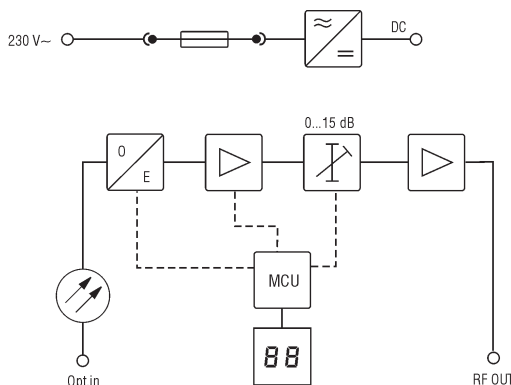 230 V~
DC
0...15 dB
O
E
MCU
88
Opt in
RF OUT